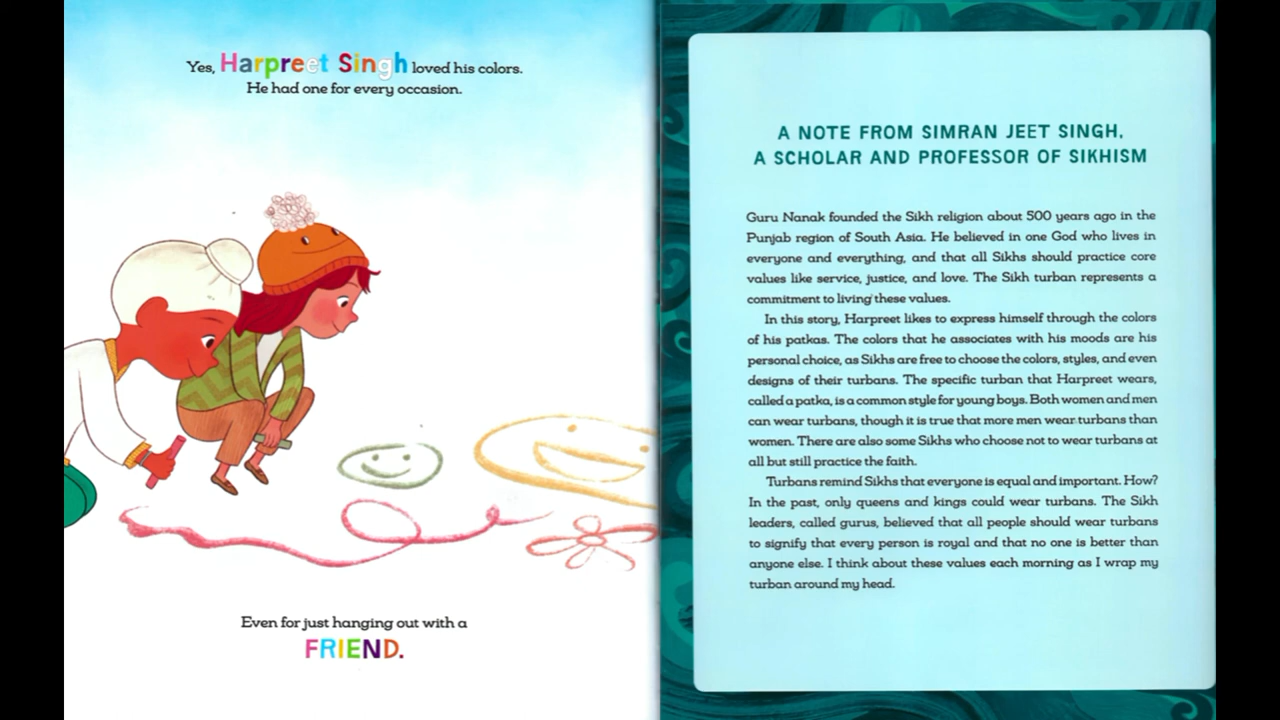 Yes, Harpreet Singh loved his colors.
He had one for every occasion.
Even for just hanging out with a
FRIEND.
A NOTE FROM SIMRAN JEET SINGH,
A SCHOLAR AND PROFESSOR OF SIKHISM
Guru Nanak founded the Sikh religion about 500 years ago in the
Punjab region of South Asia. He believed in one God who lives in
everyone and everything, and that all Sikhs should practice core
values like service, justice, and love. The Sikh turban represents a
commitment to living these values.
In this story, Harpreet likes to express himself through the colors
of his patkas. The colors that he associates with his moods are his
personal choice, as Sikhs are free to choose the colors, styles, and even
designs of their turbans. The specific turban that Harpreet wears,
called a patka, is a common style for young boys. Both women and men
can wear turbans, though it is true that more men wear turbans than
women. There are also some Sikhs who choose not to wear turbans at
all but still practice the faith.
Turbans remind Sikhs that everyone is equal and important. How?
In the past, only queens and kings could wear turbans. The Sikh
leaders, called gurus, believed that all people should wear turbans
to signify that every person is royal and that no one is better than
anyone else. I think about these values each morning as I wrap my
turban around my head.